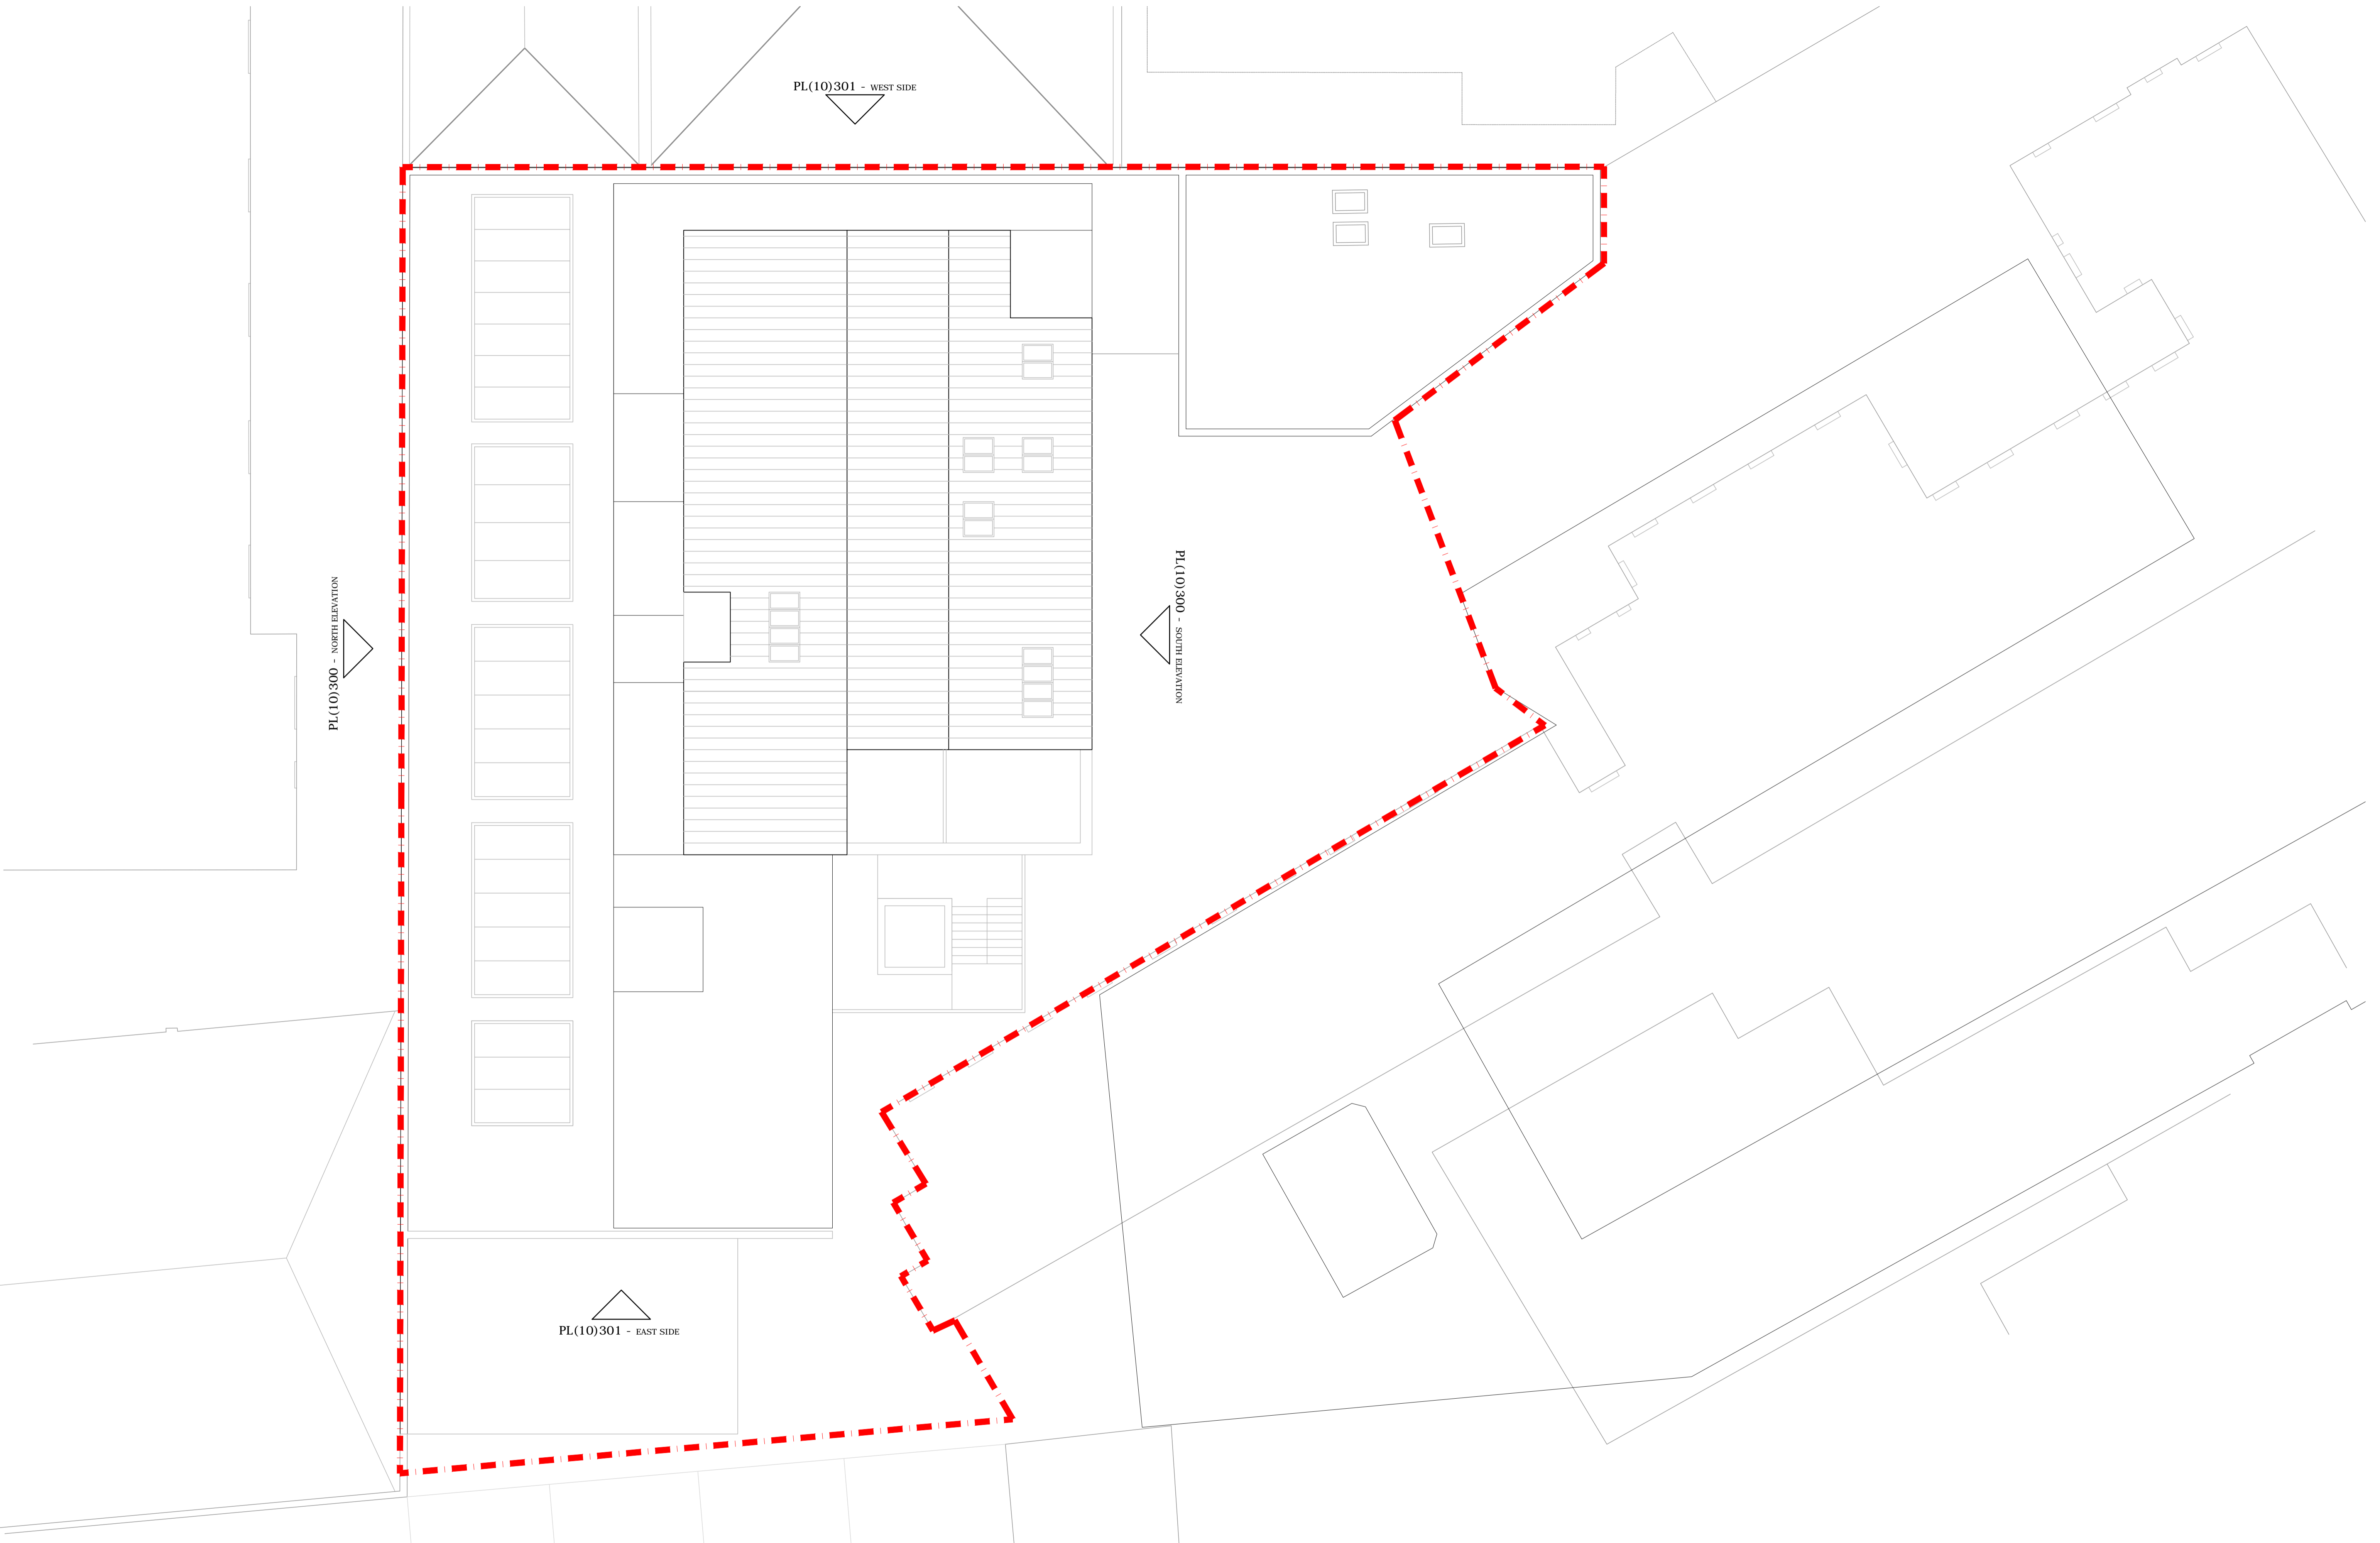 PL(10)301 - WEST SIDE
PL(10)300 - NORTH ELEVATION
PL(10)300 - SOUTH ELEVATION
PL(10)301 - EAST SIDE